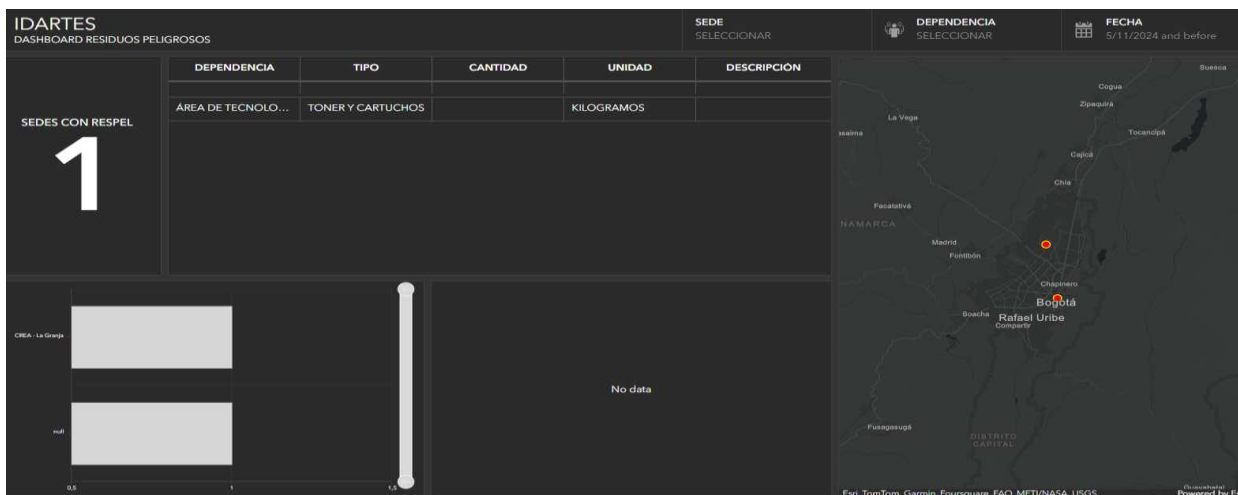 IDARTES
DASHBOARD RESIDUOS PELIGROSOS
SEDE
SELECCIONAR
DEPENDENCIA
SELECCIONAR
FECHA
5/11/2024 and before
SEDES CON RESPEL
1
DEPENDENCIA TIPO CANTIDAD UNIDAD DESCRIPCIÓN
ÁREA DE TECNOLO... TONER Y CARTUCHOS KILOGRAMOS
CREA - La Granja
null
0,5 1 1,5
No data
Suesca
Cogua
Zipaquirá
La Vega
Tocancipá
Cajicá
Chía
Facatativá
NAMARCA
Madrid
Fontibón
Chapinero
Bogotá
Soacha
Rafael Uribe
Compartir
Fusagasugá
DISTRITO
CAPITAL
Esri, TomTom, Garmin, Foursquare, FAO, METI/NASA, USGS
Powered by